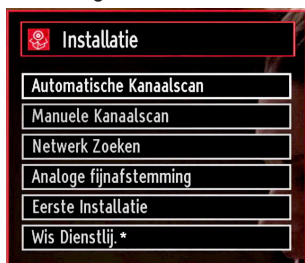 Installatie
Automatische Kanaalscan
Manuele Kanaalscan
Netwerk Zoeken
Analoge fijnafstemming
Eerste Installatie
Wis Dienstlij.*